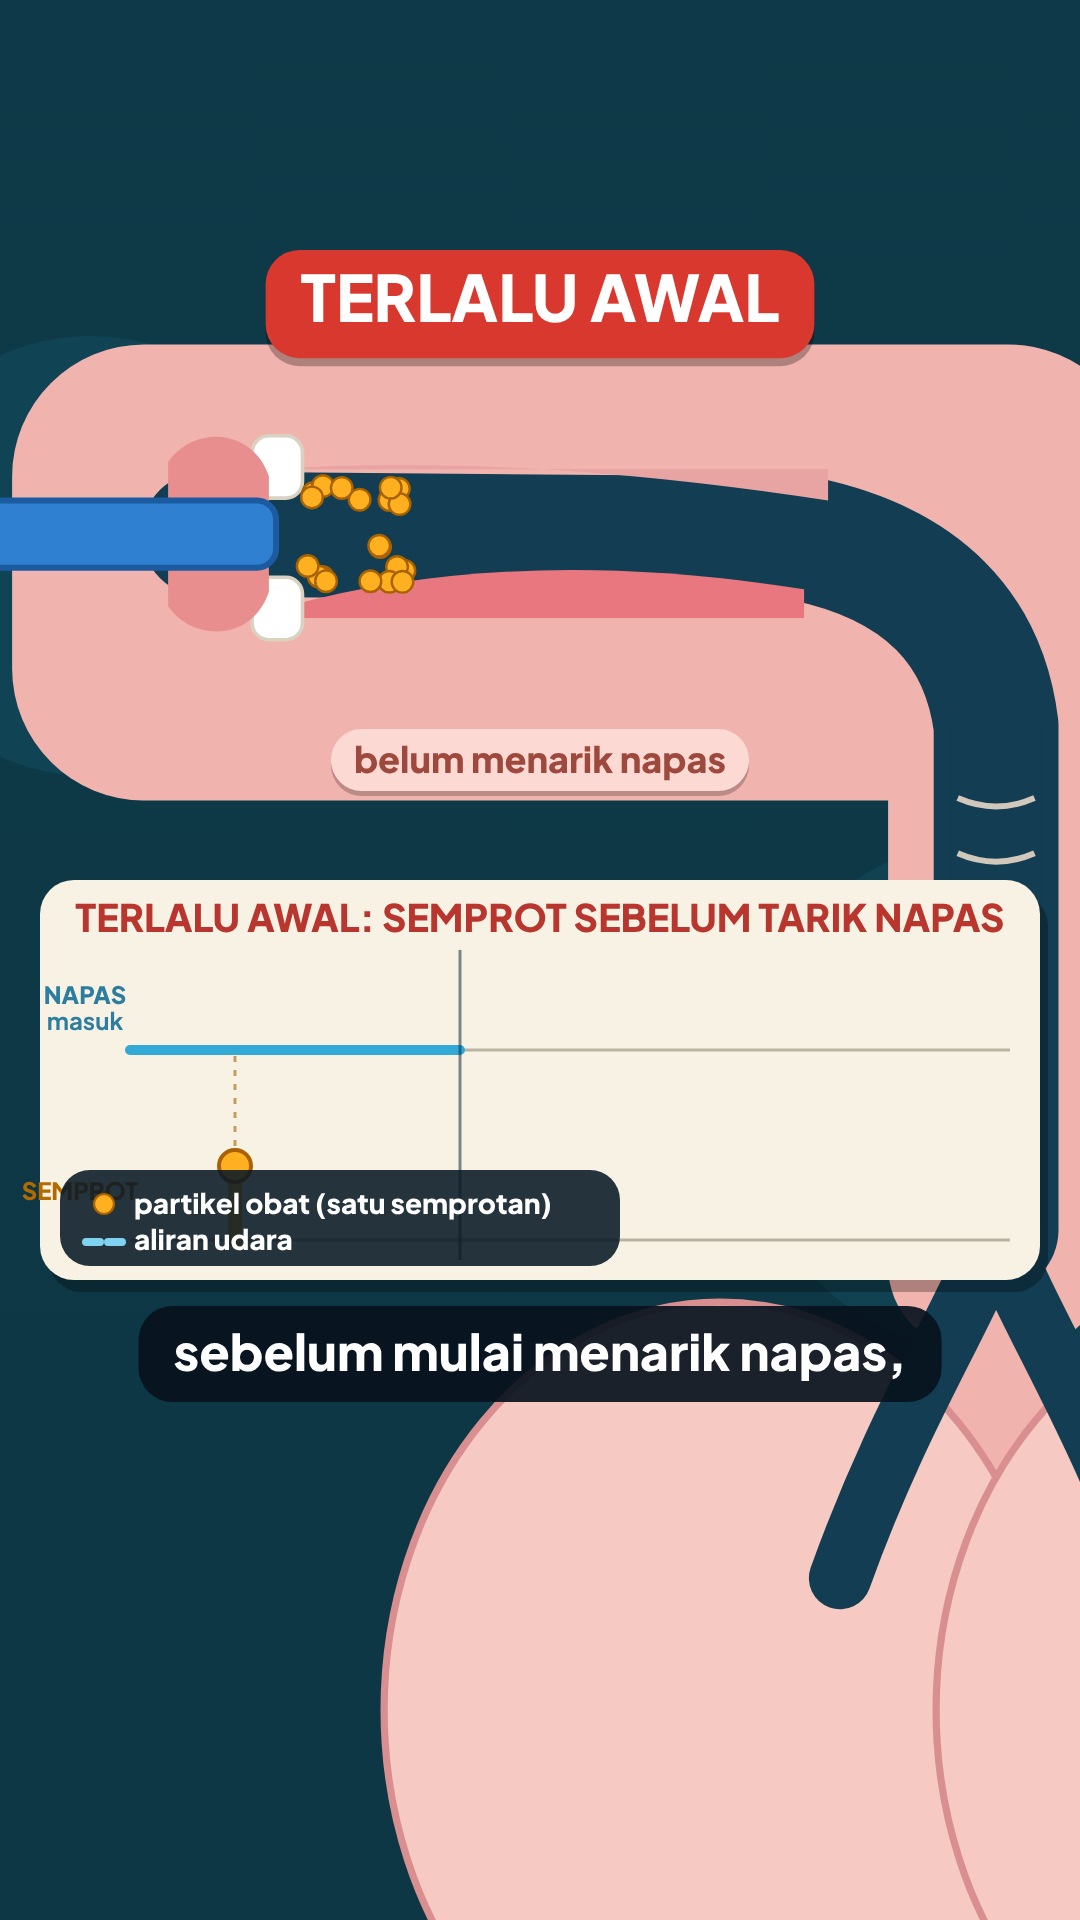 TERLALU AWAL
belum menarik napas
TERLALU AWAL: SEMPROT SEBELUM TARIK NAPAS
NAPAS
masuk
SEMPROT
partikel obat (satu semprotan)
aliran udara
sebelum mulai menarik napas,